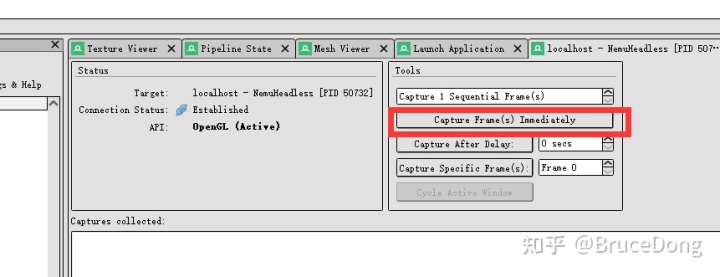 Texture Viewer
Pipeline State
Mesh Viewer
Launch Application
localhost - NemuHeadless [PID 507
gs & Help
Status
Target: localhost - NemuHeadless [PID 50732]
Connection Status: Established
API: OpenGL (Active)
Tools
Capture 1 Sequential Frame(s)
Capture Frame(s) Immediately
Capture After Delay: 0 secs
Capture Specific Frame(s): Frame 0
Cycle Active Window
Captures collected:
知乎 @BruceDong